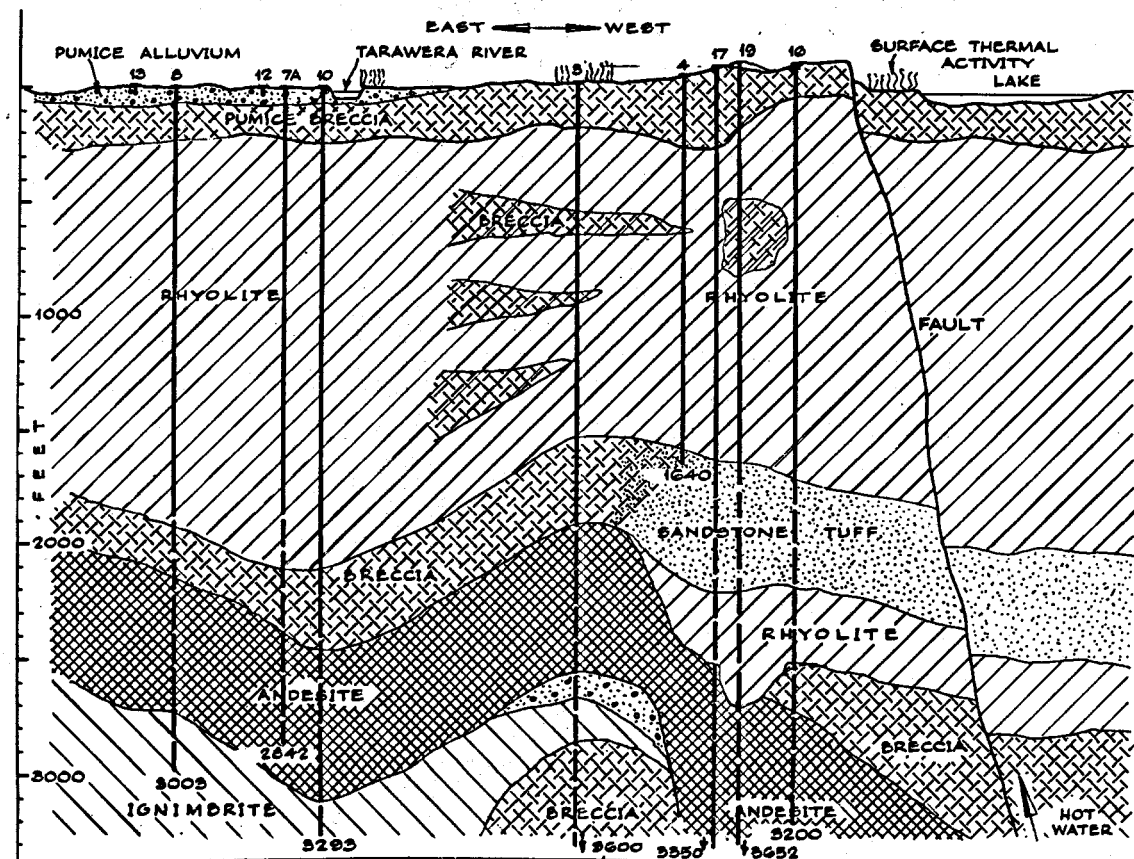 EAST WEST
PUMICE ALLUVIUM
TARAWERA RIVER
SURFACE THERMAL
ACTIVITY
LAKE
13 8 12 7A 10 3 4 17 19 16
PUMICE BRECCIA
BRECCIA
RHYOLITE
RHYOLITE
1000
FAULT
FEET
1640
2000
SANDSTONE TUFF
BRECCIA
RHYOLITE
ANDESITE
2842
BRECCIA
3000
3003
IGNIMBRITE
BRECCIA
ANDESITE
3200
HOT
WATER
3293
3600
3350
3652